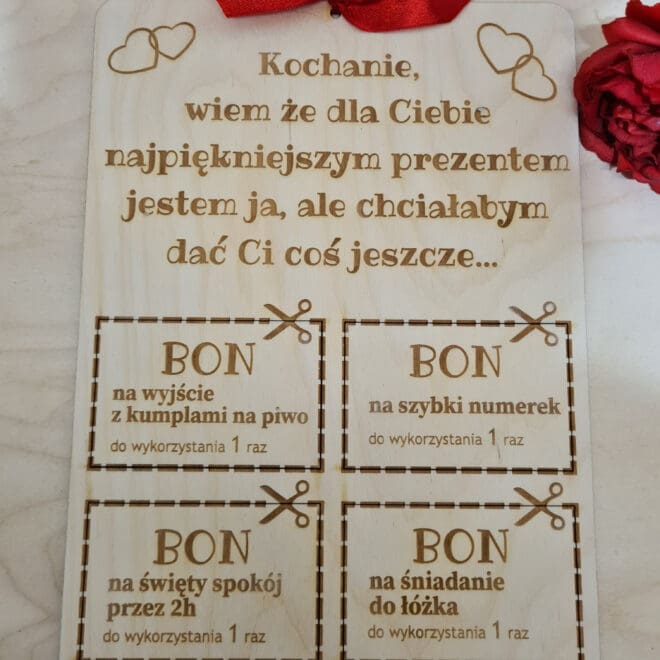 Kochanie,
wiem że dla Ciebie
najpiękniejszym prezentem
jestem ja, ale chciałabym
dać Ci coś jeszcze...
BON
na wyjście
z kumplami na piwo
do wykorzystania 1 raz
BON
na szybki numerek
do wykorzystania 1 raz
BON
na święty spokój
przez 2h
do wykorzystania 1 raz
BON
na śniadanie
do łóżka
do wykorzystania 1 raz